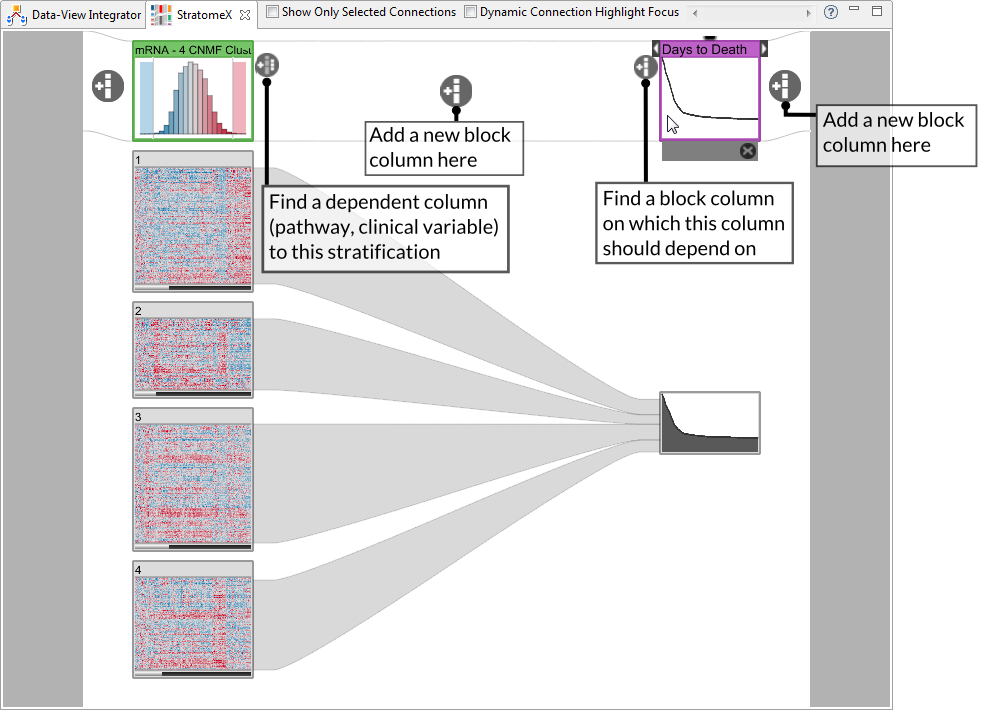 Data-View Integrator
StratomeX
Show Only Selected Connections
Dynamic Connection Highlight Focus
?
mRNA - 4 CNMF Clust
Days to Death
Add a new block
column here
Add a new block
column here
Find a dependent column
(pathway, clinical variable)
to this stratification
Find a block column
on which this column
should depend on
1
2
3
4